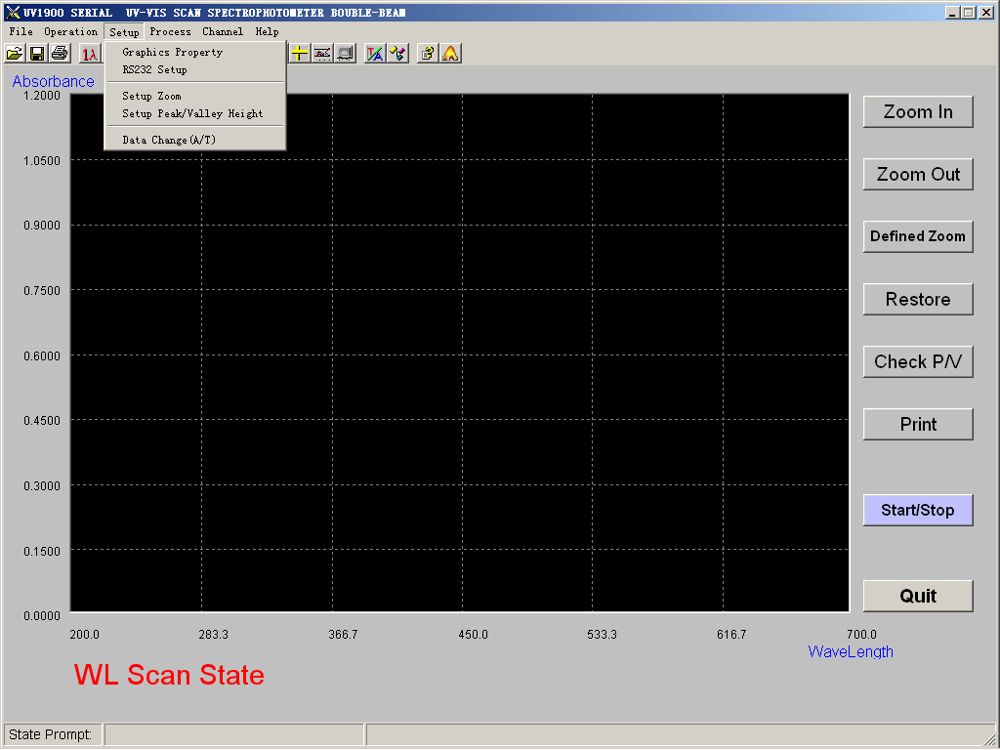 UV1900 SERIAL UV-VIS SCAN SPECTROPHOTOMETER BOUBLE-BEAM
File Operation Setup Process Channel Help
Graphics Property
RS232 Setup
Setup Zoom
Setup Peak/Valley Height
Data Change(A/T)
1λ
T/A
Absorbance
1.2000
1.0500
0.9000
0.7500
0.6000
0.4500
0.3000
0.1500
0.0000
200.0 283.3 366.7 450.0 533.3 616.7 700.0
WaveLength
WL Scan State
Zoom In
Zoom Out
Defined Zoom
Restore
Check P/V
Print
Start/Stop
Quit
State Prompt: